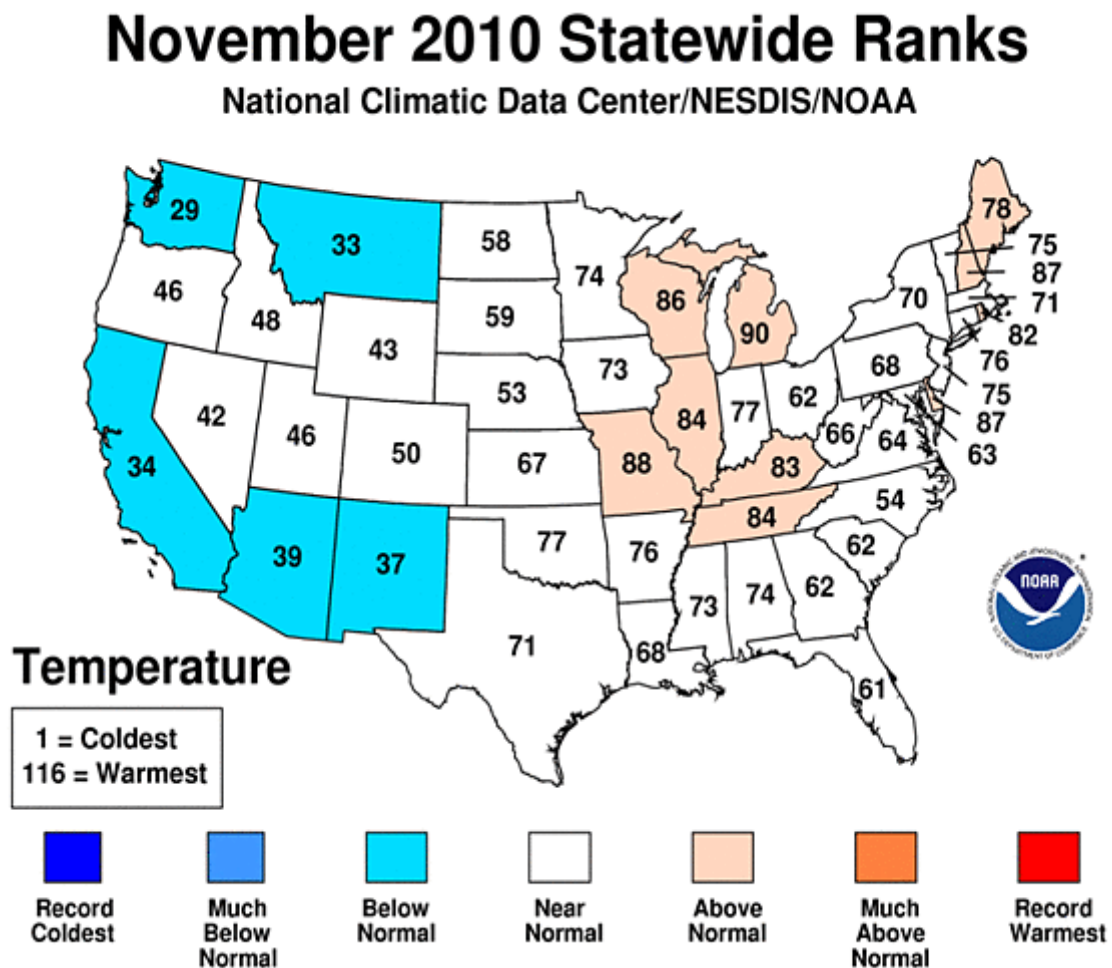 November 2010 Statewide Ranks
National Climatic Data Center/NESDIS/NOAA
29
33
58
74
78
75
87
71
82
76
75
87
63
46
48
43
59
86
90
70
68
73
53
42
46
50
67
88
84
77
62
66
64
83
54
34
39
37
77
76
84
62
73
74
62
71
68
61
NOAA
Temperature
1 = Coldest
116 = Warmest
Record
Coldest
Much
Below
Normal
Below
Normal
Near
Normal
Above
Normal
Much
Above
Normal
Record
Warmest